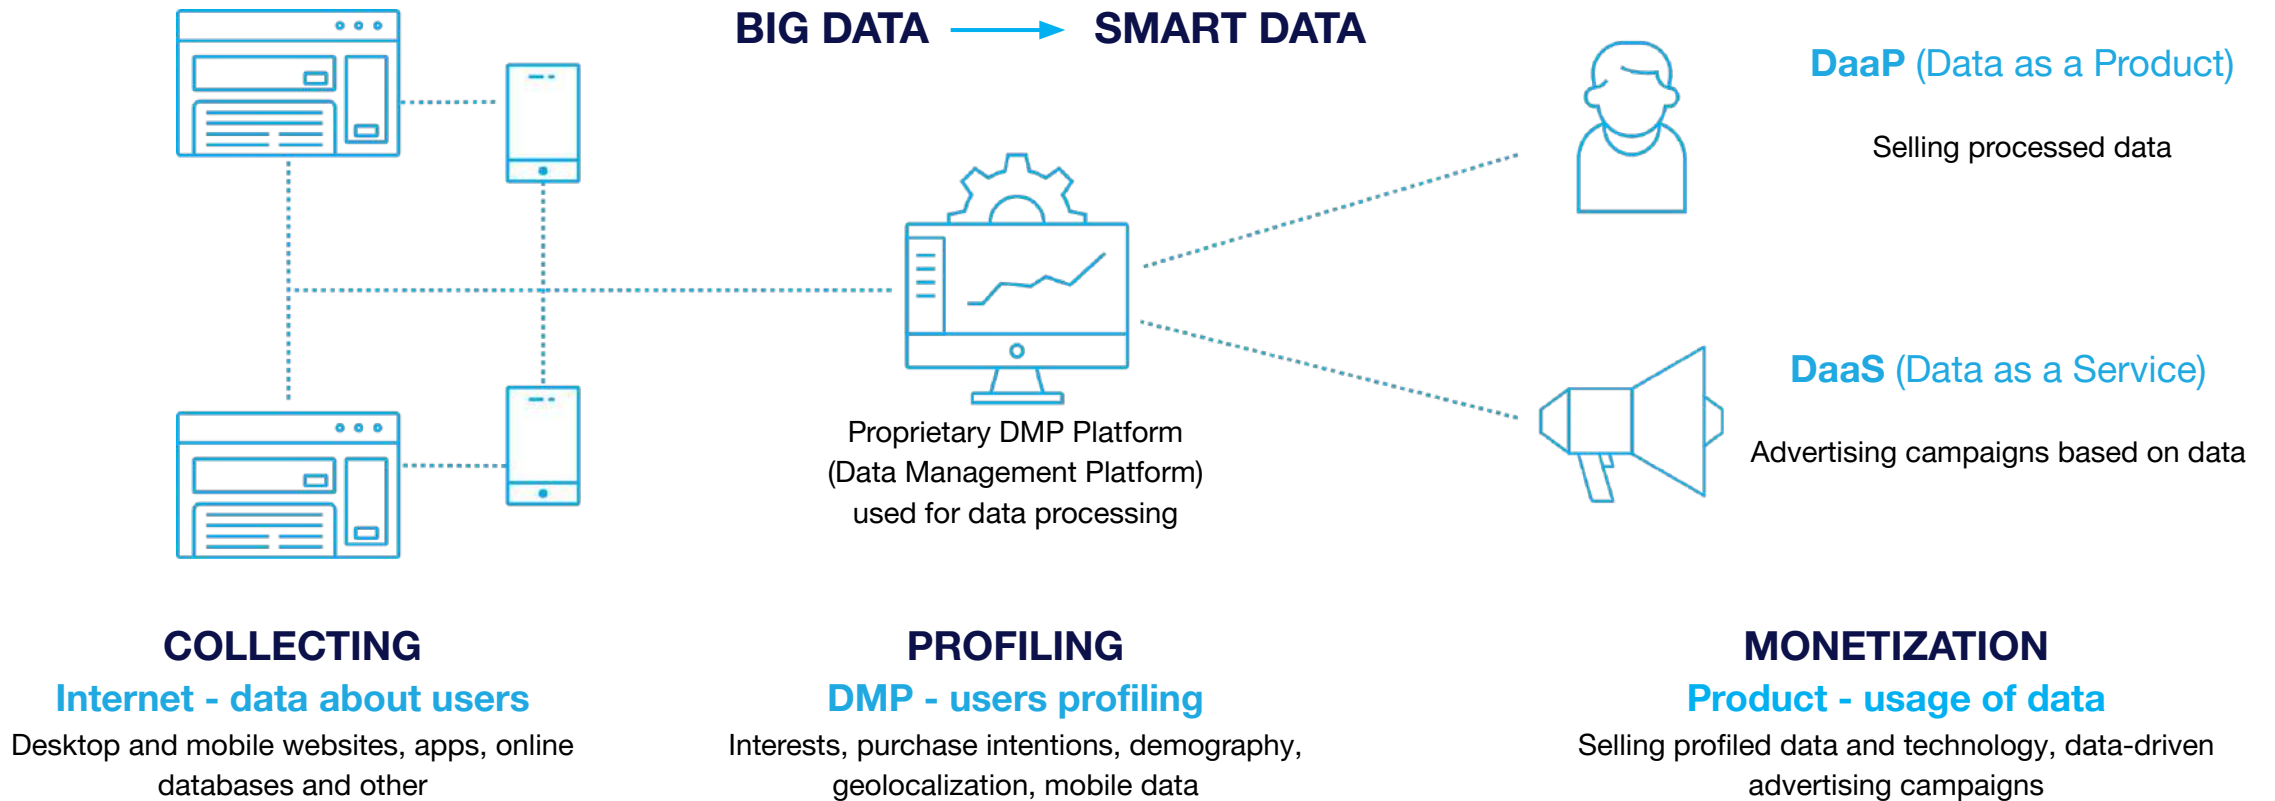 BIG DATA SMART DATA
DaaP (Data as a Product)
Selling processed data
DaaS (Data as a Service)
Advertising campaigns based on data
Proprietary DMP Platform
(Data Management Platform)
used for data processing
COLLECTING
Internet - data about users
Desktop and mobile websites, apps, online
databases and other
PROFILING
DMP - users profiling
Interests, purchase intentions, demography,
geolocalization, mobile data
MONETIZATION
Product - usage of data
Selling profiled data and technology, data-driven
advertising campaigns